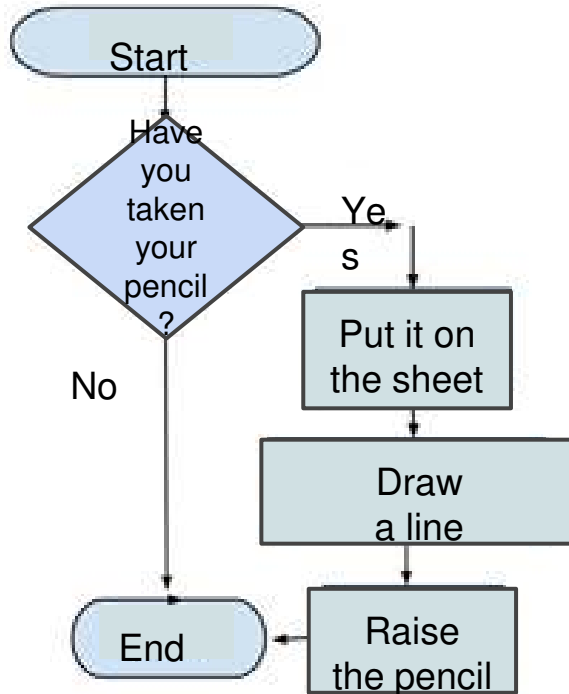 Start
Have
you
taken
your
pencil
?
Ye
s
Put it on
the sheet
No
Draw
a line
Raise
the pencil
End